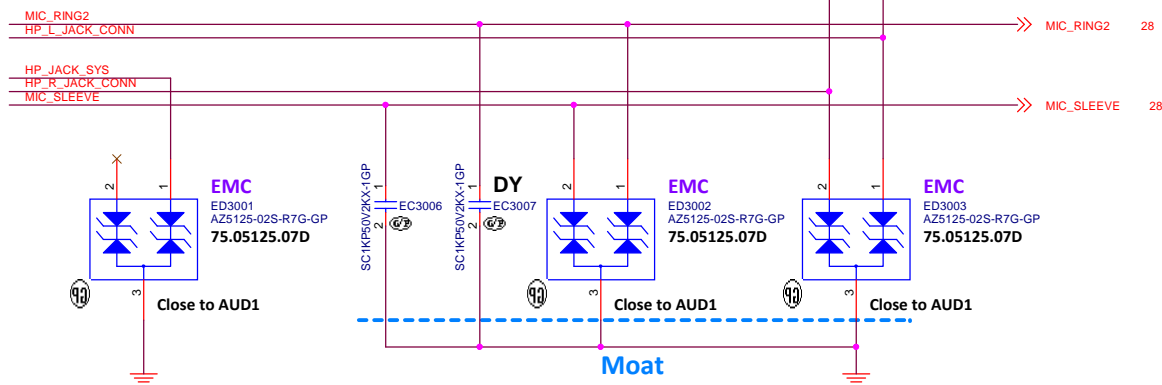 MIC_RING2
MIC_RING2 28
HP_L_JACK_CONN
HP_JACK_SYS
HP_R_JACK_CONN
MIC_SLEEVE
MIC_SLEEVE 28
2 1
EMC
ED3001
AZ5125-02S-R7G-GP
75.05125.07D
3
Close to AUD1
SC1KP50V2KX-1GP
1
EC3006
2
SC1KP50V2KX-1GP
1
DY
EC3007
2
2 1
EMC
ED3002
AZ5125-02S-R7G-GP
75.05125.07D
3
Close to AUD1
2 1
EMC
ED3003
AZ5125-02S-R7G-GP
75.05125.07D
3
Close to AUD1
Moat